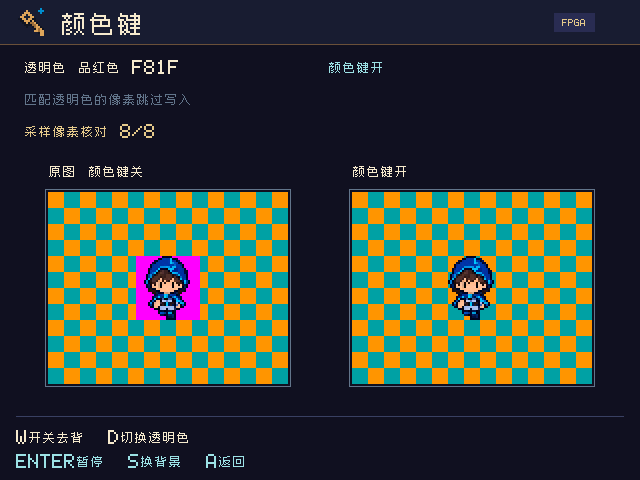 颜色键 FPGA
透明色 品红色 F81F 颜色键开
匹配透明色的像素跳过写入
采样像素核对 8/8
原图 颜色键关 颜色键开
W开关去背 D切换透明色
ENTER暂停 S换背景 A返回